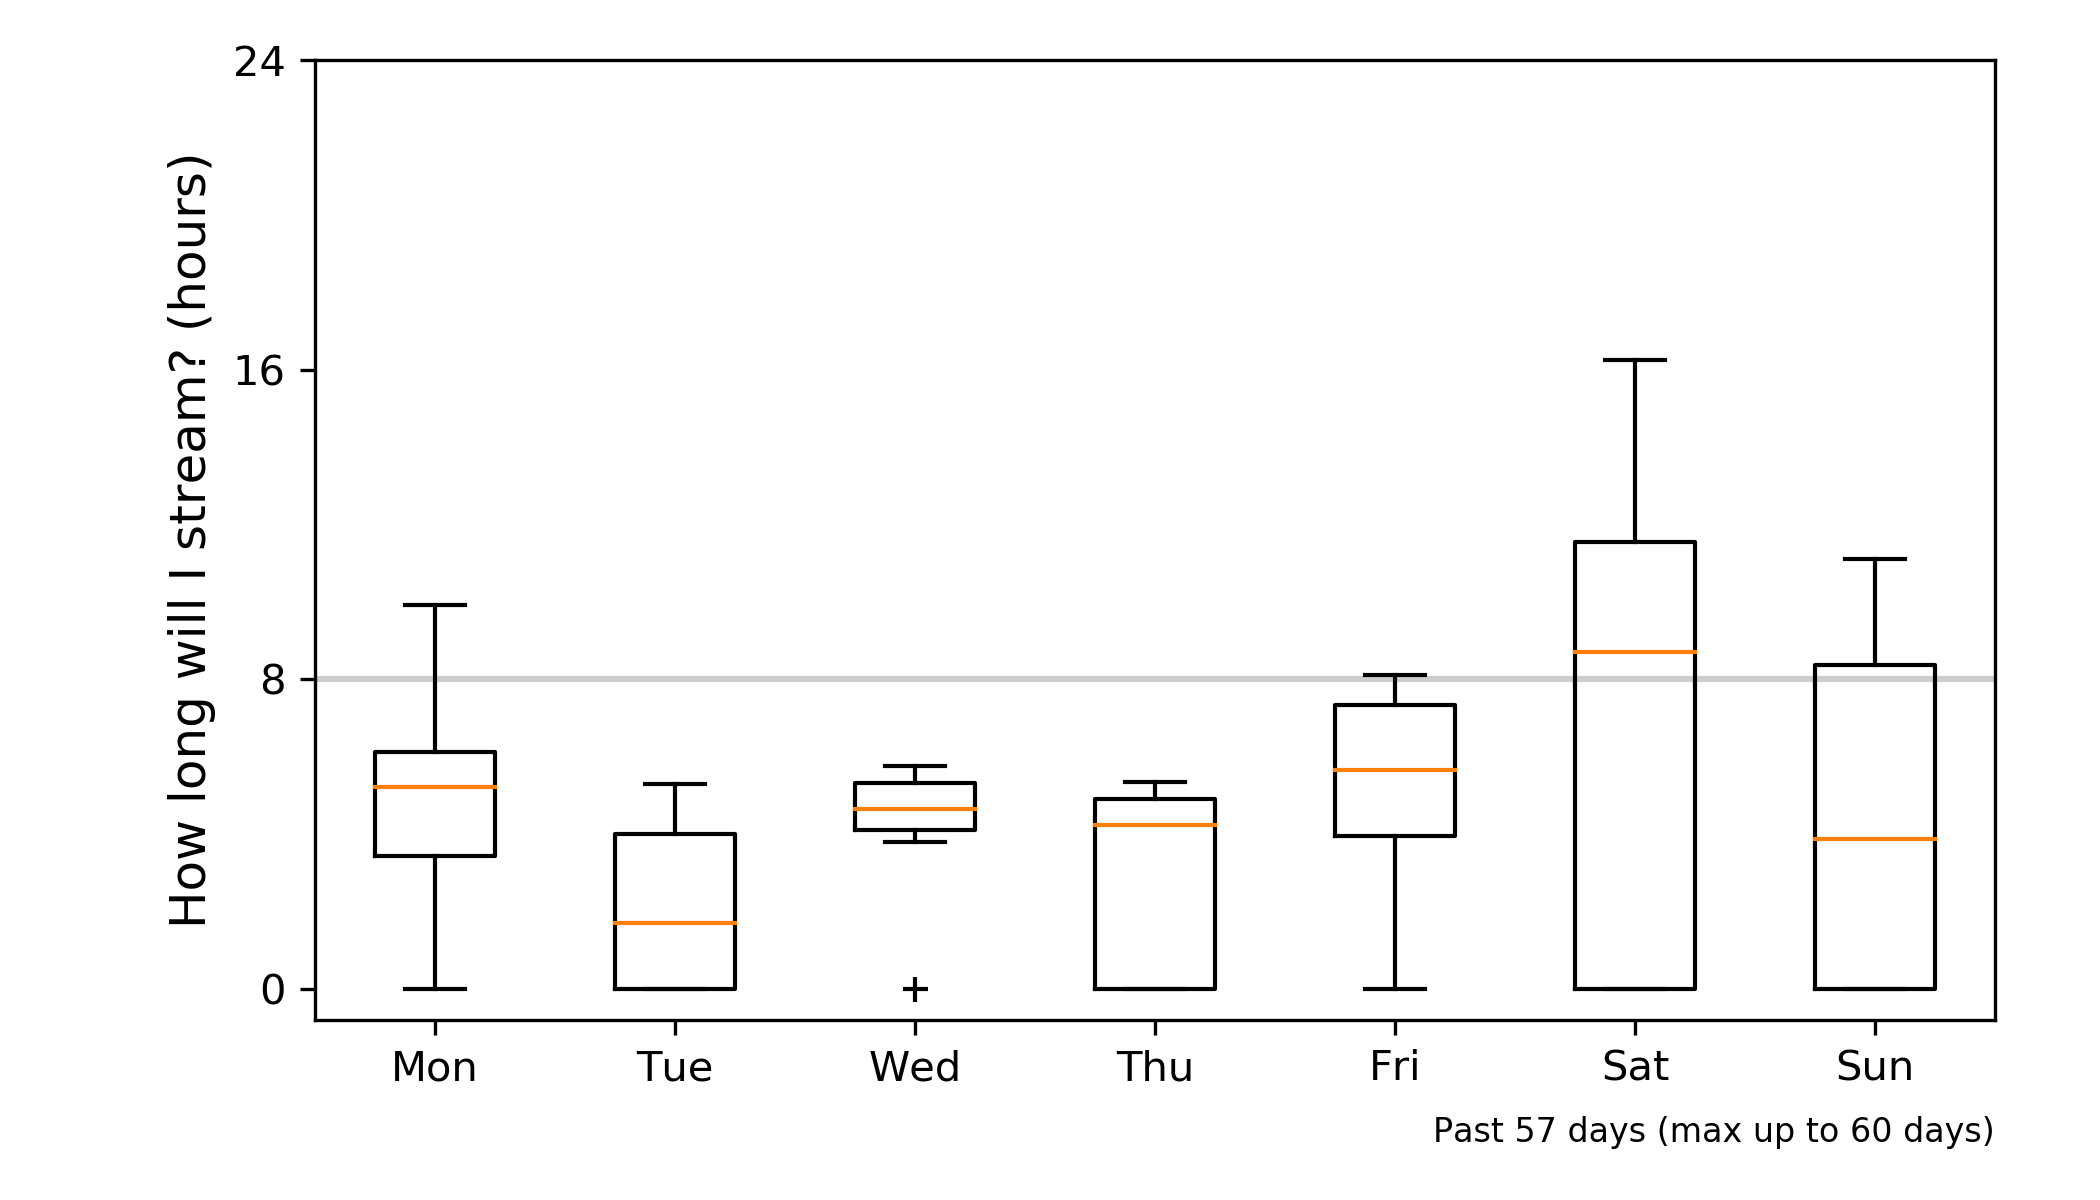 How long will I stream? (hours)
24
16
8
0
Mon Tue Wed Thu Fri Sat Sun
Past 57 days (max up to 60 days)